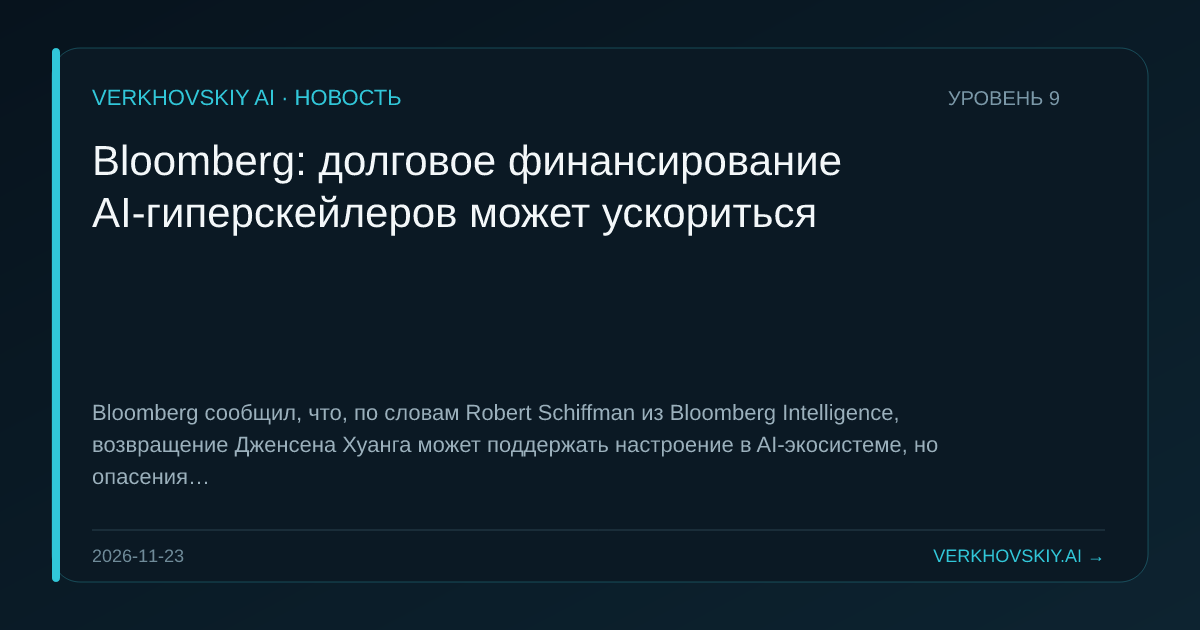 VERKHOVSKIY AI · НОВОСТЬ
УРОВЕНЬ 9
Bloomberg: долговое финансирование
AI-гиперскейлеров может ускориться
Bloomberg сообщил, что, по словам Robert Schiffman из Bloomberg Intelligence,
возвращение Дженсена Хуанга может поддержать настроение в AI-экосистеме, но
опасения…
2026-11-23
VERKHOVSKIY.AI →